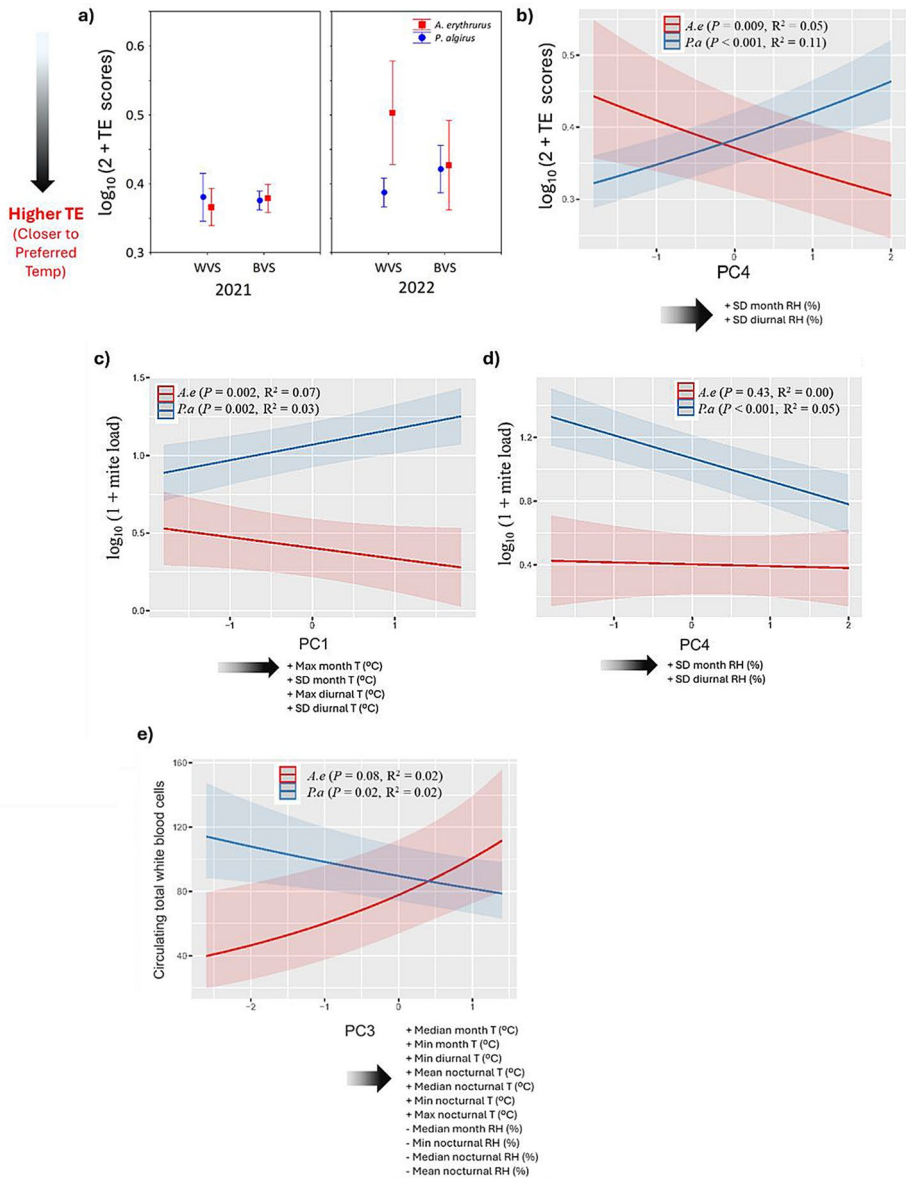 a)
log₁₀ (2 + TE scores)
0.6
0.5
0.4
0.3
A. erythrurus
P. algirus
WVS BVS WVS BVS
2021 2022
Higher TE
(Closer to
Preferred
Temp)
b)
log₁₀ (2 + TE scores)
A.e (P = 0.009, R² = 0.05)
P.a (P < 0.001, R² = 0.11)
0.5
0.4
0.3
-1 0 1 2
PC4
+ SD month RH (%)
+ SD diurnal RH (%)
c)
log₁₀ (1 + mite load)
A.e (P = 0.002, R² = 0.07)
P.a (P = 0.002, R² = 0.03)
1.5
1.0
0.5
0.0
-1 0 1
PC1
+ Max month T (ºC)
+ SD month T (ºC)
+ Max diurnal T (ºC)
+ SD diurnal T (ºC)
d)
log₁₀ (1 + mite load)
A.e (P = 0.43, R² = 0.00)
P.a (P < 0.001, R² = 0.05)
1.2
0.8
0.4
-1 0 1 2
PC4
+ SD month RH (%)
+ SD diurnal RH (%)
e)
Circulating total white blood cells
A.e (P = 0.08, R² = 0.02)
P.a (P = 0.02, R² = 0.02)
160
120
80
40
-2 -1 0 1
PC3
+ Median month T (ºC)
+ Min month T (ºC)
+ Min diurnal T (ºC)
+ Mean nocturnal T (ºC)
+ Median nocturnal T (ºC)
+ Min nocturnal T (ºC)
+ Max nocturnal T (ºC)
- Median month RH (%)
- Min nocturnal RH (%)
- Median nocturnal RH (%)
- Mean nocturnal RH (%)